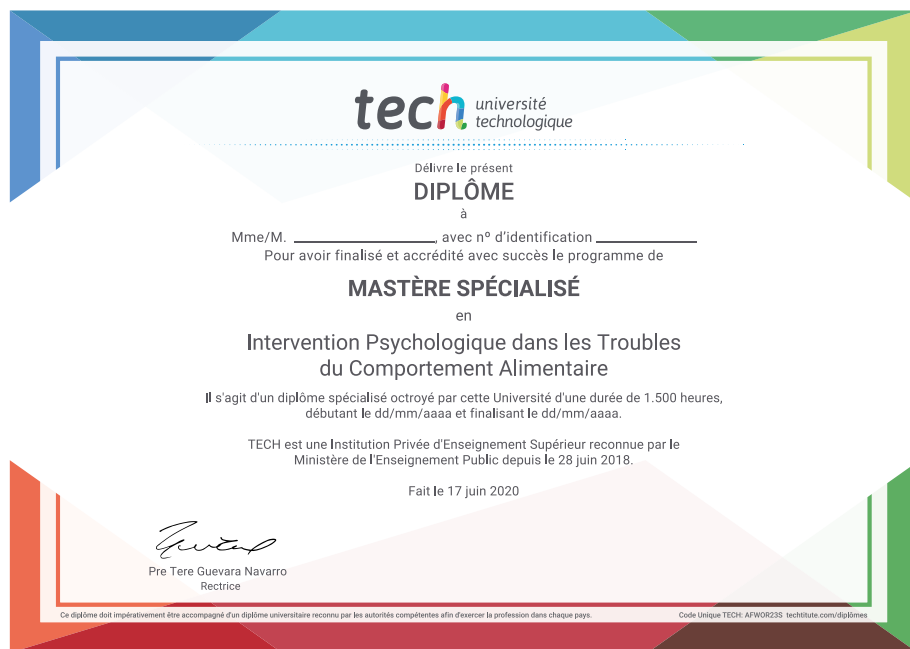 tech université
technologique
Délivre le présent
DIPLÔME
à
Mme/M. ________________, avec nº d'identification ____________
Pour avoir finalisé et accrédité avec succès le programme de
MASTÈRE SPÉCIALISÉ
en
Intervention Psychologique dans les Troubles
du Comportement Alimentaire
Il s'agit d'un diplôme spécialisé octroyé par cette Université d'une durée de 1.500 heures,
débutant le dd/mm/aaaa et finalisant le dd/mm/aaaa.
TECH est une Institution Privée d'Enseignement Supérieur reconnue par le
Ministère de l'Enseignement Public depuis le 28 juin 2018.
Fait le 17 juin 2020
Pre Tere Guevara Navarro
Rectrice
Ce diplôme doit impérativement être accompagné d'un diplôme universitaire reconnu par les autorités compétentes afin d'exercer la profession dans chaque pays.
Code Unique TECH: AFWOR23S techtitute.com/diplômes